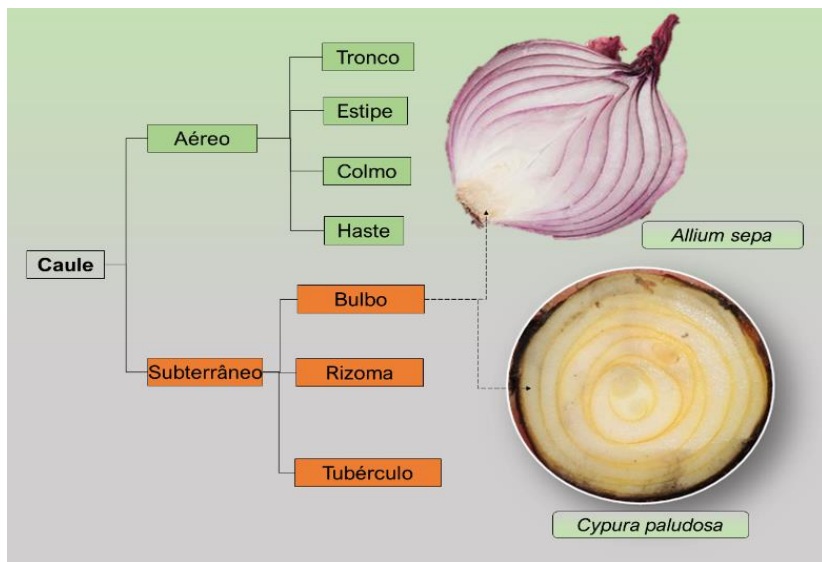 Tronco
Estipe
Aéreo
Colmo
Haste
Allium sepa
Caule
Bulbo
Subterrâneo
Rizoma
Tubérculo
Cypura paludosa